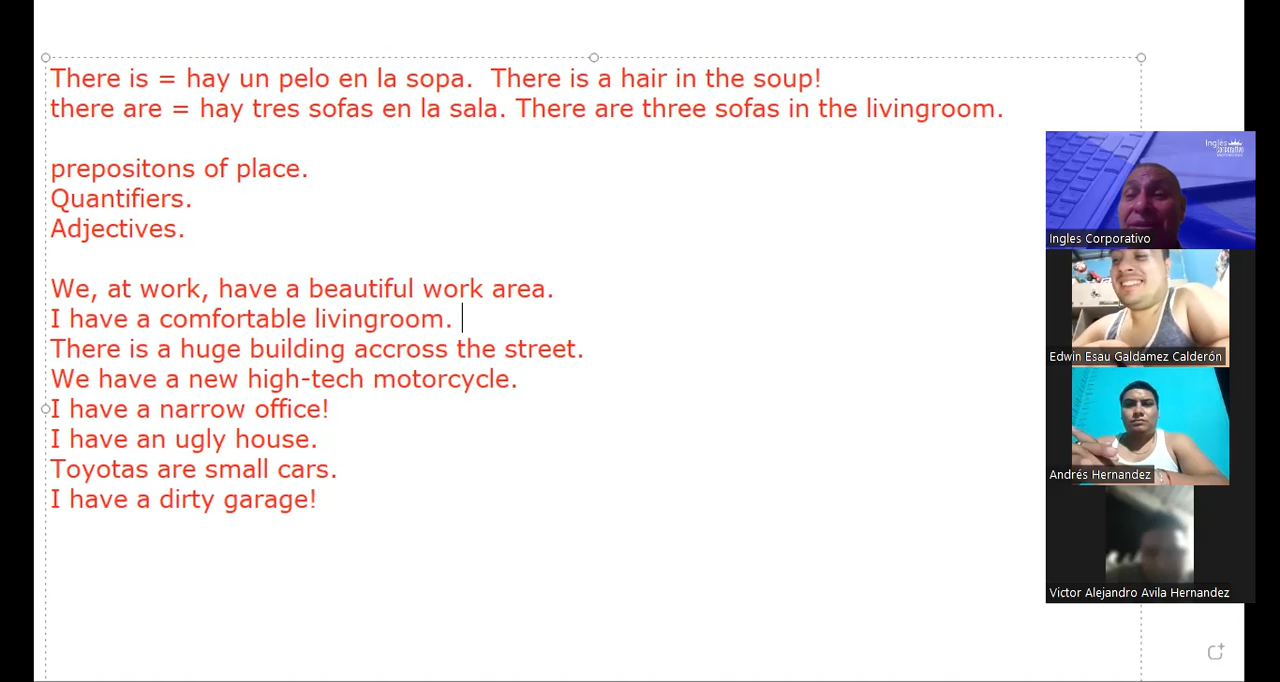 There is = hay un pelo en la sopa.  There is a hair in the soup!
there are = hay tres sofas en la sala. There are three sofas in the livingroom.
prepositons of place.
Quantifiers.
Adjectives.
We, at work, have a beautiful work area.
I have a comfortable livingroom.
There is a huge building accross the street.
We have a new high-tech motorcycle.
I have a narrow office!
I have an ugly house.
Toyotas are small cars.
I have a dirty garage!
Ingles
Corporativo
Ingles Corporativo
Edwin Esau Galdamez Calderón
Andrés Hernandez
Victor Alejandro Avila Hernandez